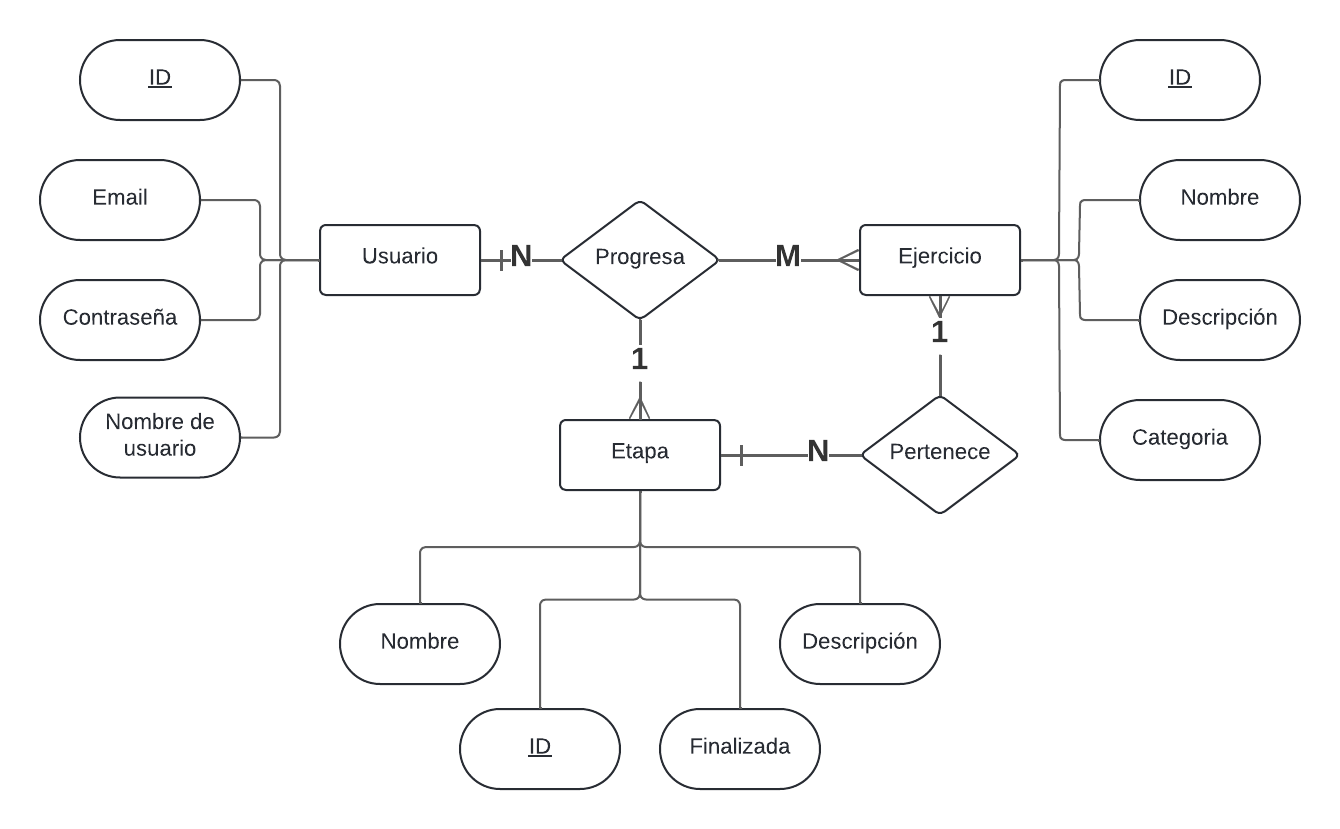 ID
ID
Email
Nombre
Usuario
N
Progresa
M
Ejercicio
Contraseña
1
Descripción
1
Nombre de
usuario
Etapa
N
Pertenece
Categoria
Nombre
Descripción
ID
Finalizada